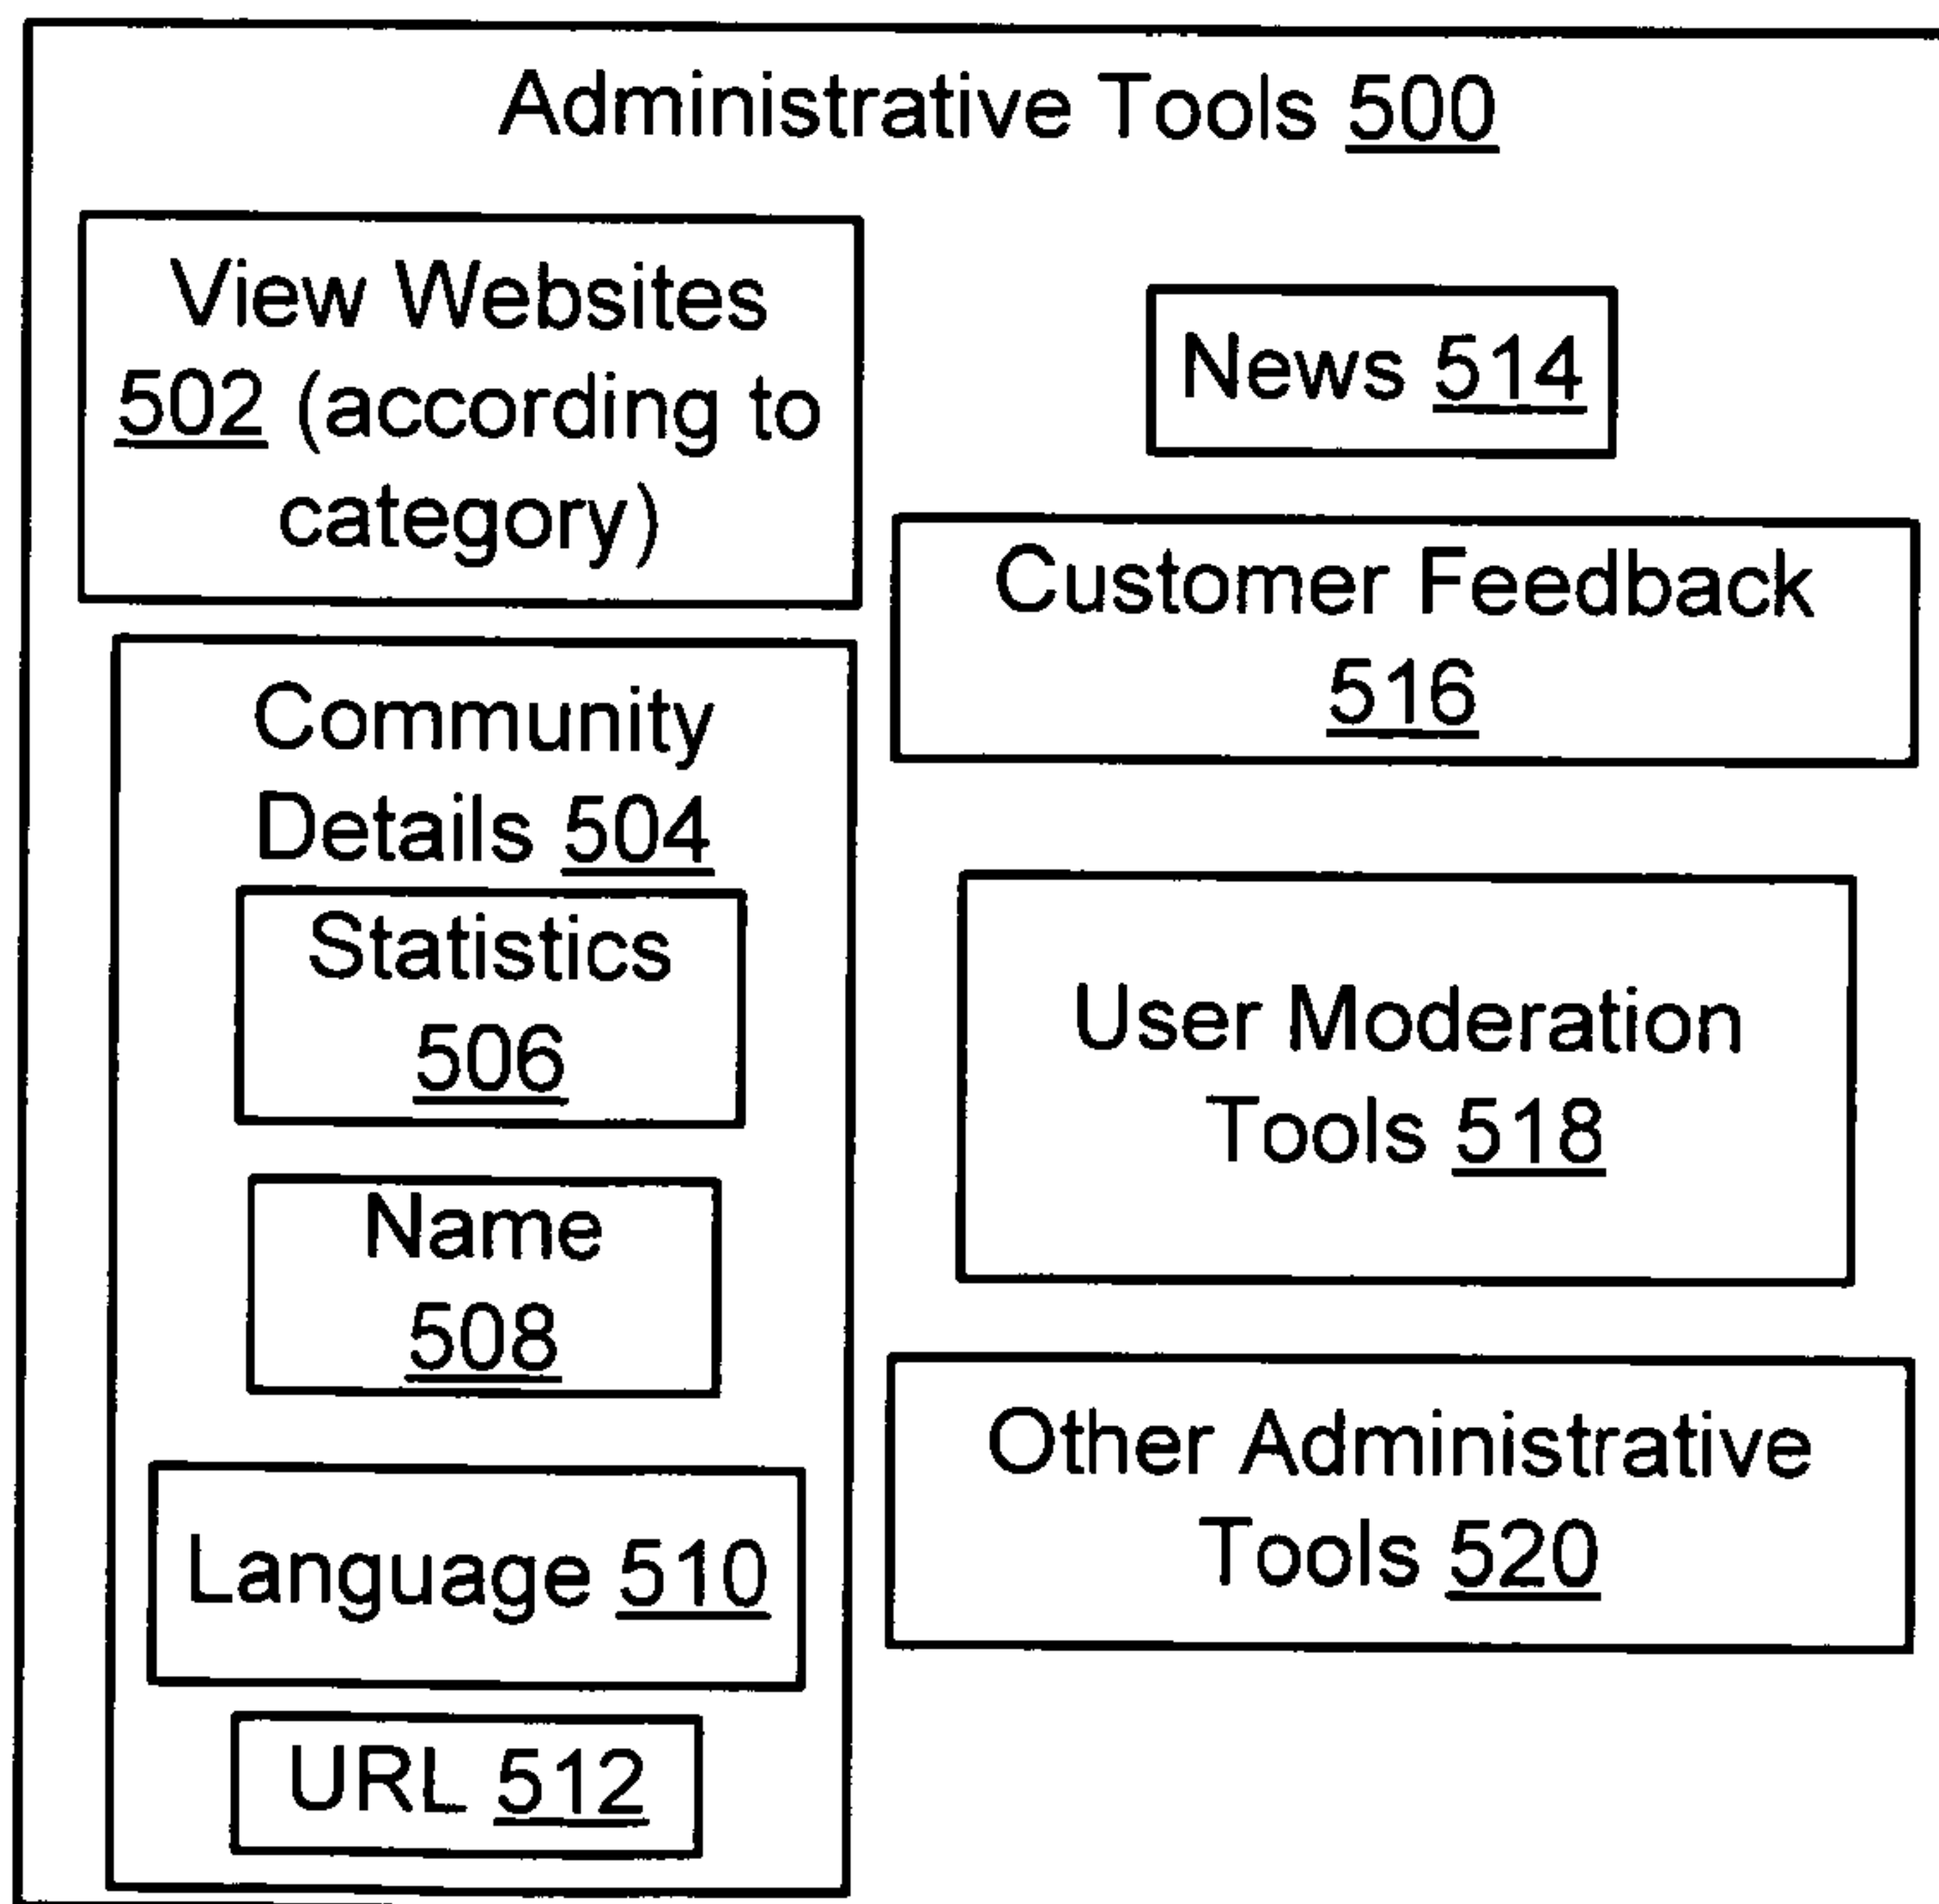 Administrative Tools 500
View Websites
502 (according to
category)
Community
Details 504
Statistics
506
Name
508
Language 510
URL 512
News 514
Customer Feedback
516
User Moderation
Tools 518
Other Administrative
Tools 520